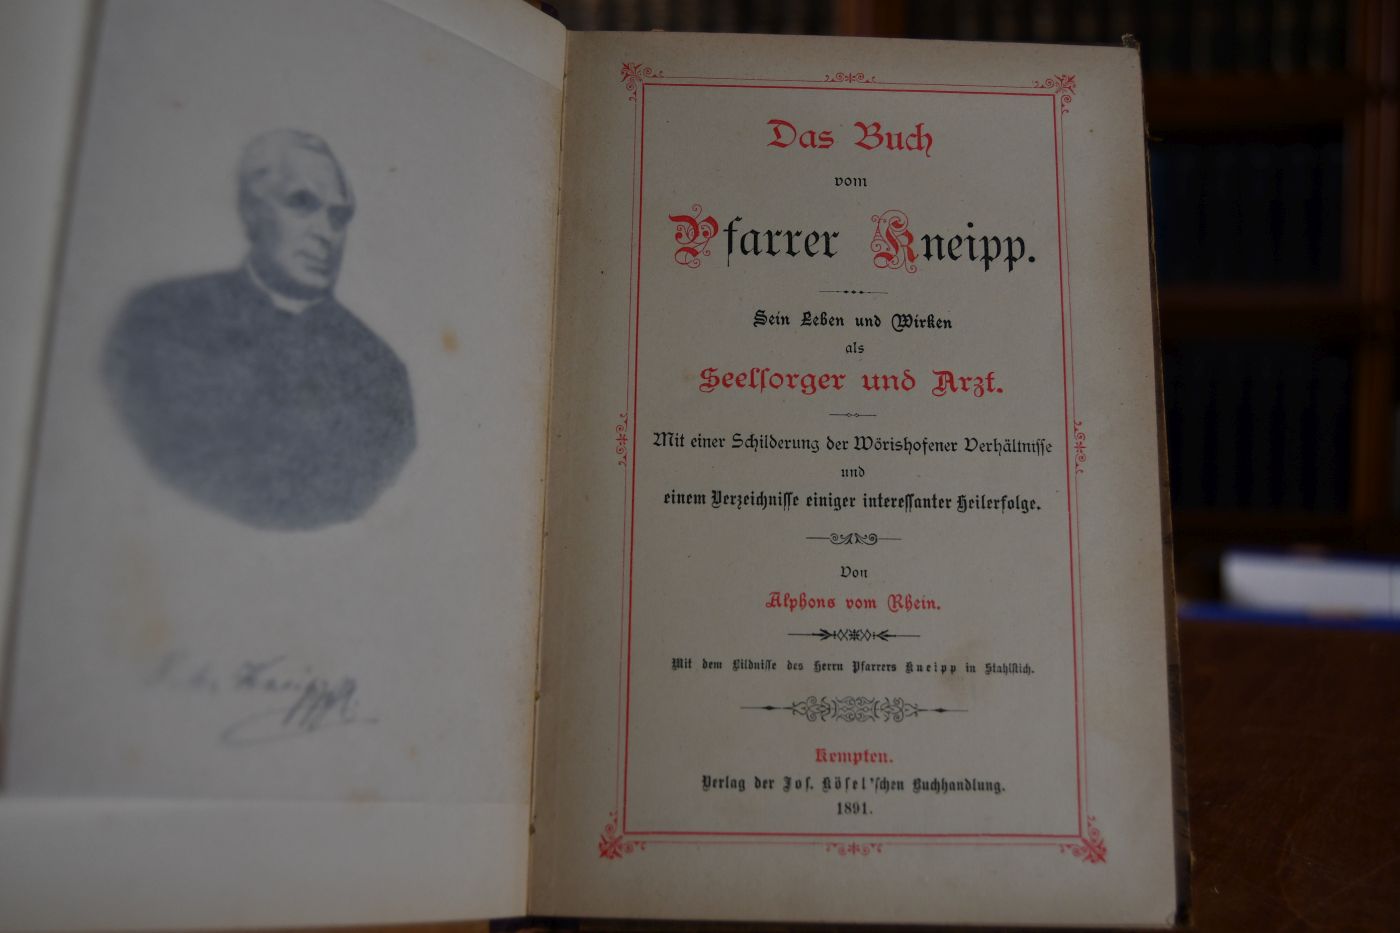 Das Buch
vom
Pfarrer Kneipp.
Sein Leben und Wirken
als
Seelsorger und Arzt.
Mit einer Schilderung der Wörishofener Verhältnisse
und
einem Verzeichnisse einiger interessanter Heilerfolge.
Von
Alphons vom Rhein.
Mit dem Bildnisse des Herrn Pfarrers Kneipp in Stahlstich.
Kempten.
Verlag der Jos. Kösel'schen Buchhandlung.
1891.